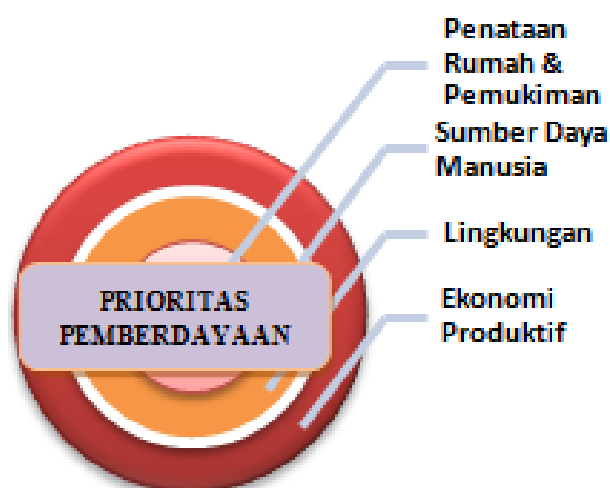 Penataan
Rumah &
Pemukiman
Sumber Daya
Manusia
Lingkungan
Ekonomi
Produktif
PRIORITAS
PEMBERDAYAAN